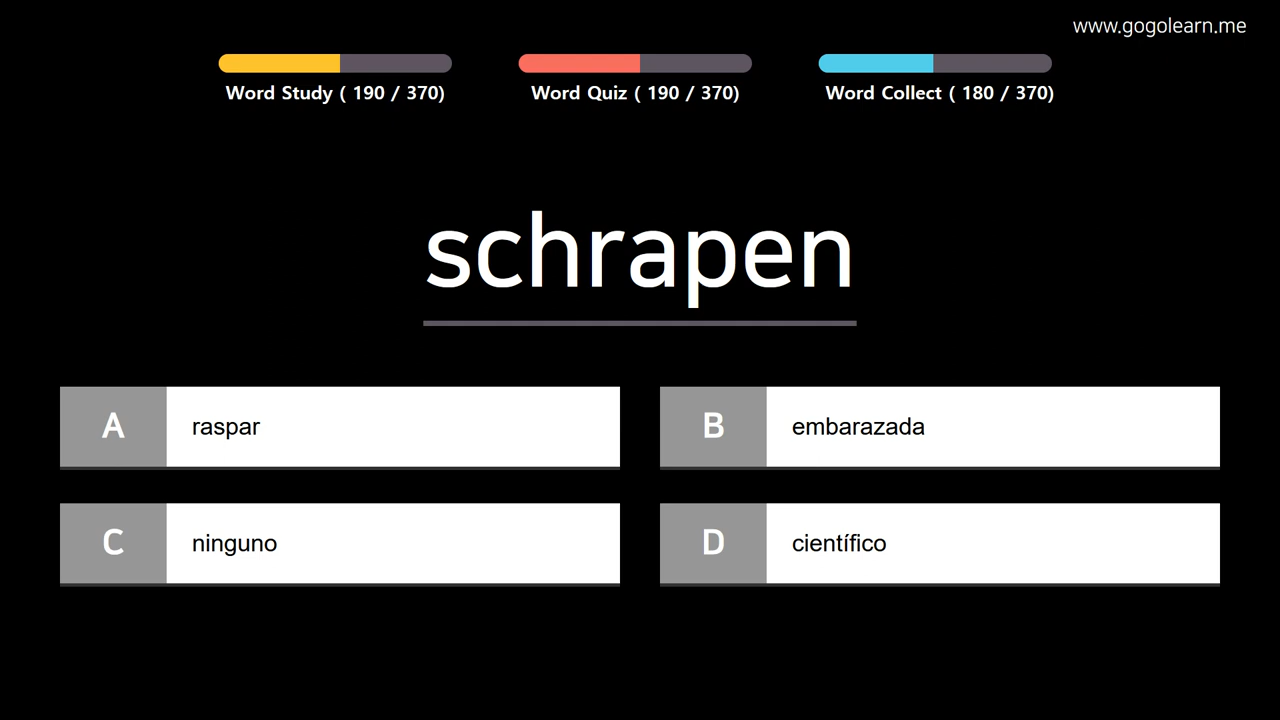 www.gogolearn.me
Word Study ( 190 / 370)
Word Quiz ( 190 / 370)
Word Collect ( 180 / 370)
schrapen
A raspar
B embarazada
C ninguno
D científico